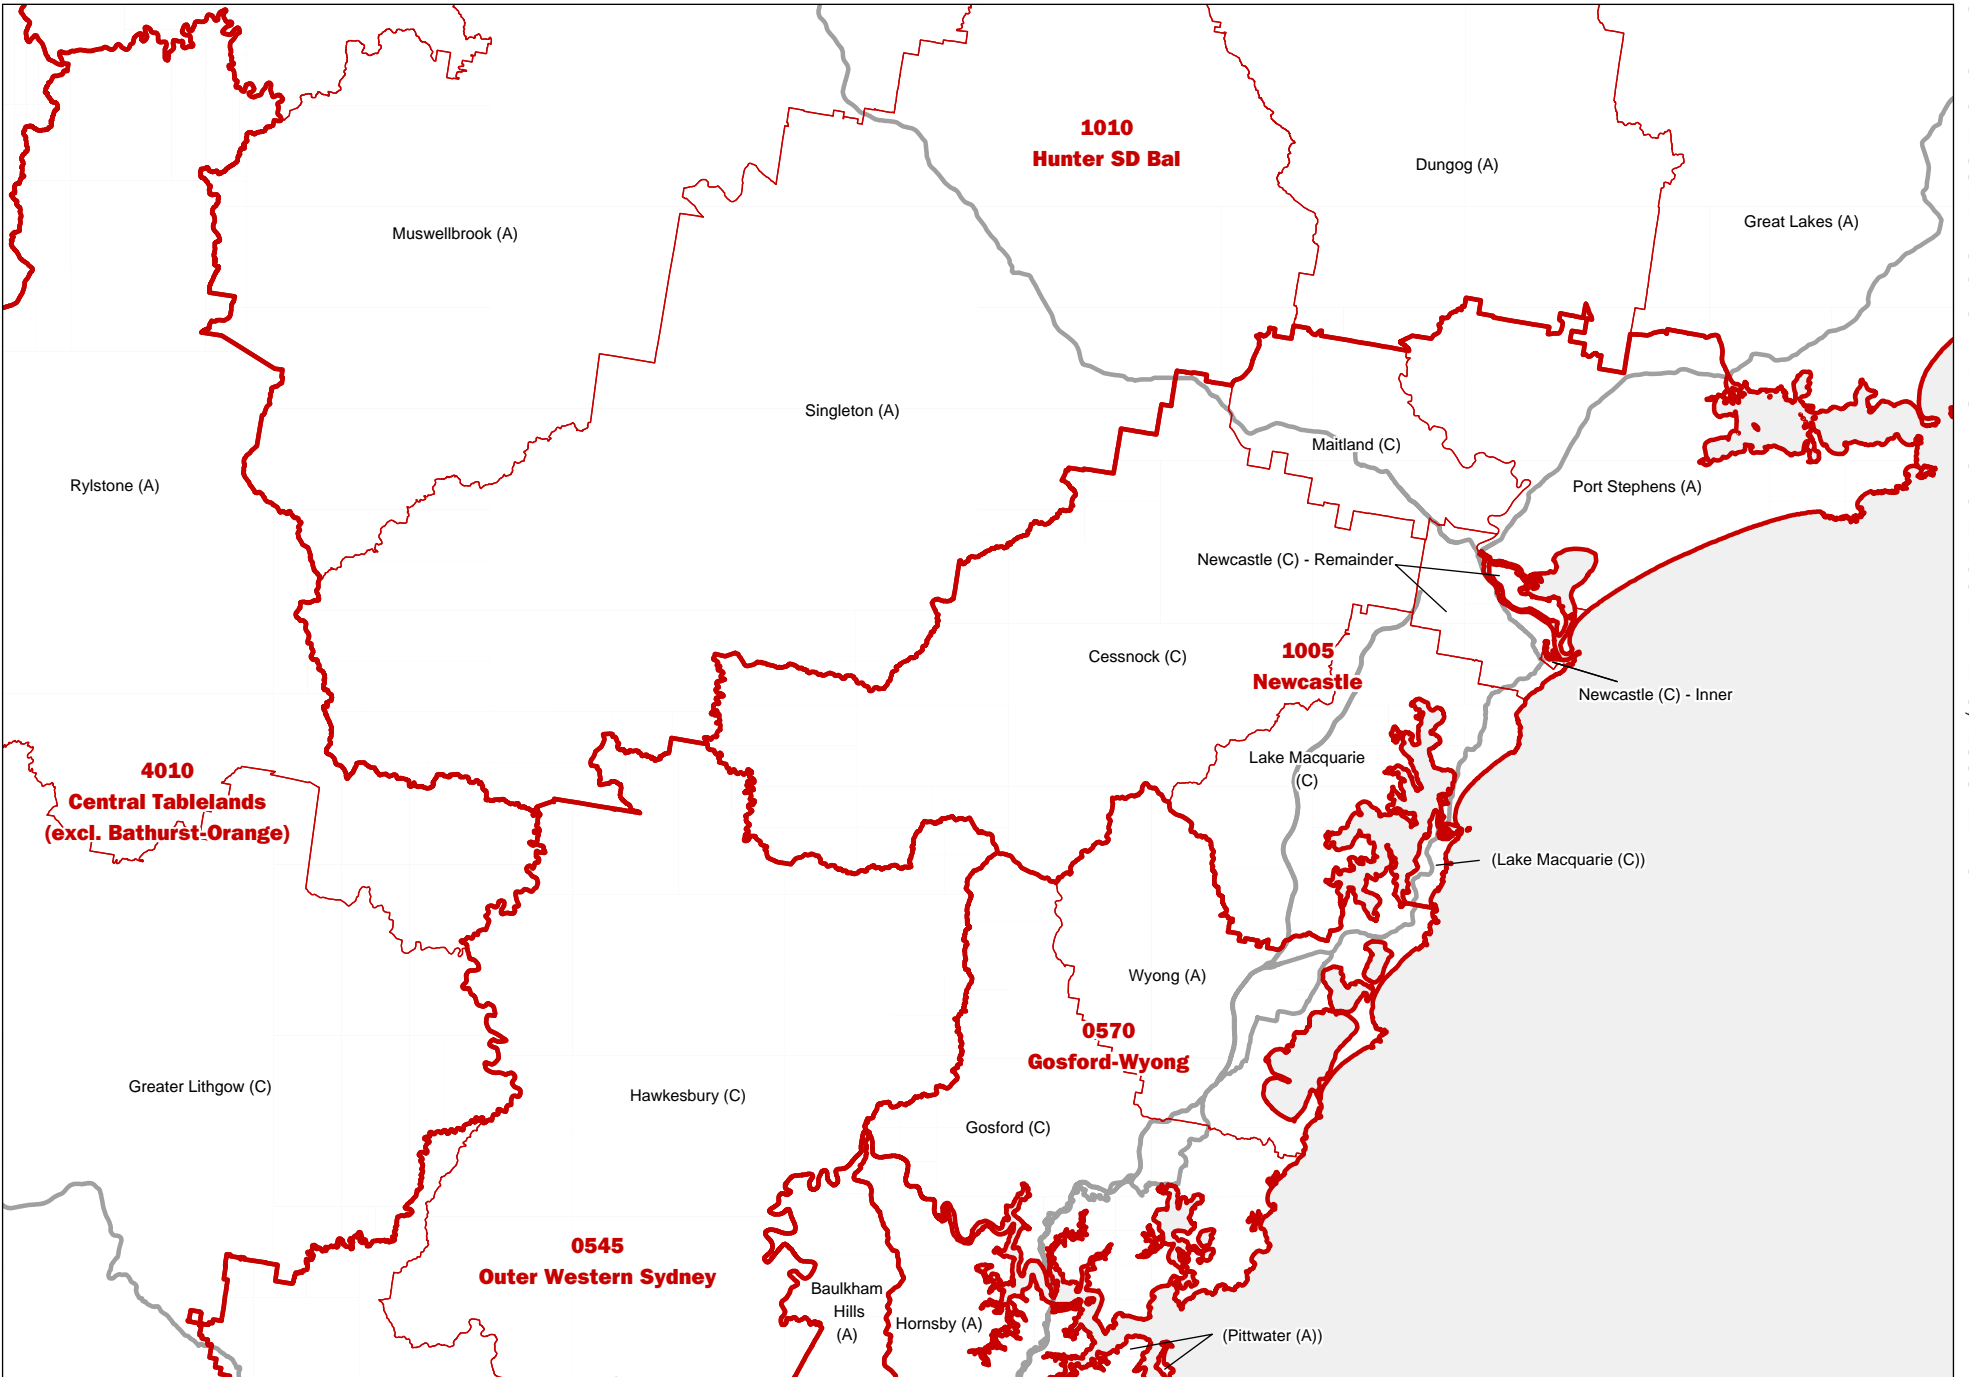 1010
Hunter SD Bal
Dungog (A)
Great Lakes (A)
Muswellbrook (A)
Singleton (A)
Maitland (C)
Rylstone (A)
Port Stephens (A)
Newcastle (C) - Remainder
Cessnock (C)
1005
Newcastle
Newcastle (C) - Inner
Lake Macquarie
(C)
4010
Central Tablelands
(excl. Bathurst-Orange)
(Lake Macquarie (C))
Wyong (A)
0570
Gosford-Wyong
Greater Lithgow (C)
Hawkesbury (C)
Gosford (C)
0545
Outer Western Sydney
Baulkham
Hills
(A)
Hornsby (A)
(Pittwater (A))